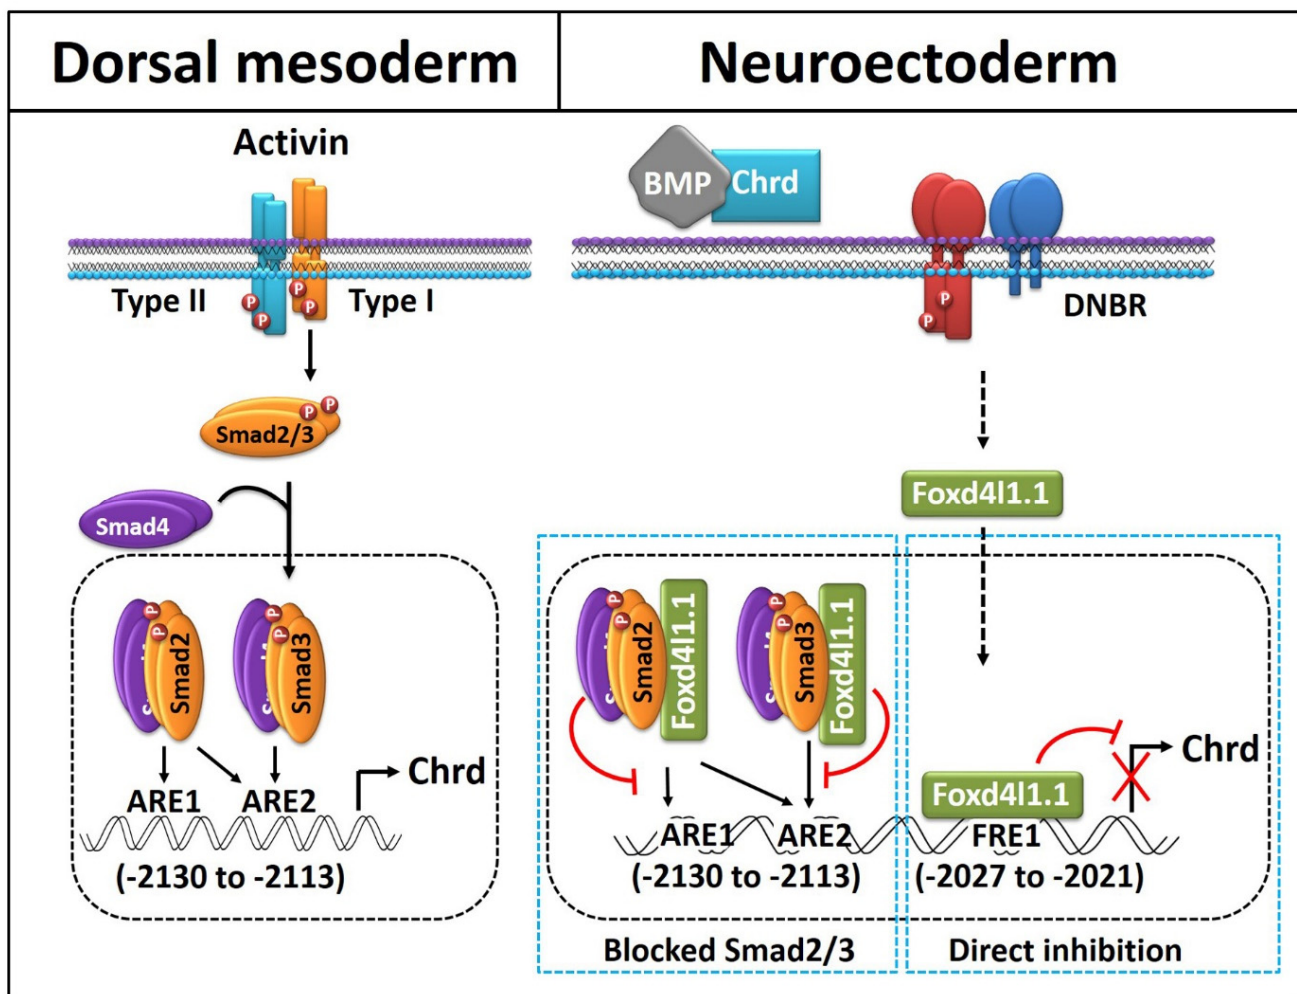 Dorsal mesoderm
Neuroectoderm
Activin
Type II
Type I
P
P
P
P
Smad2/3
P
P
Smad4
P
P
Smad2
P
P
Smad3
ARE1
ARE2
Chrd
(-2130 to -2113)
BMP
Chrd
P
P
DNBR
Foxd4l1.1
P
P
Smad2
Foxd4l1.1
P
P
Smad3
Foxd4l1.1
ARE1
ARE2
(-2130 to -2113)
Blocked Smad2/3
Foxd4l1.1
Chrd
FRE1
(-2027 to -2021)
Direct inhibition